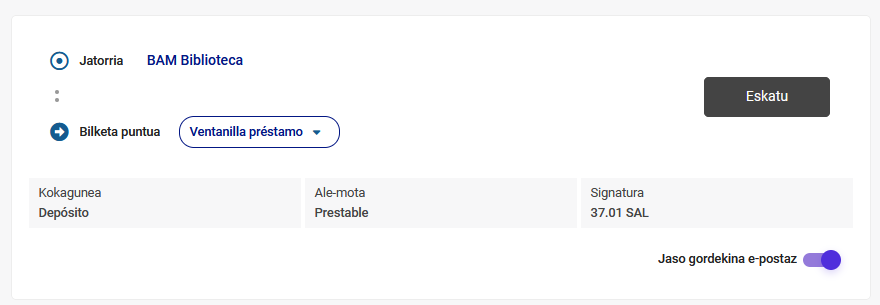 Jatorria BAM Biblioteca
Eskatu
Bilketa puntua Ventanilla préstamo
Kokagunea Ale-mota Signatura
Depósito Prestable 37.01 SAL
Jaso gordekina e-postaz